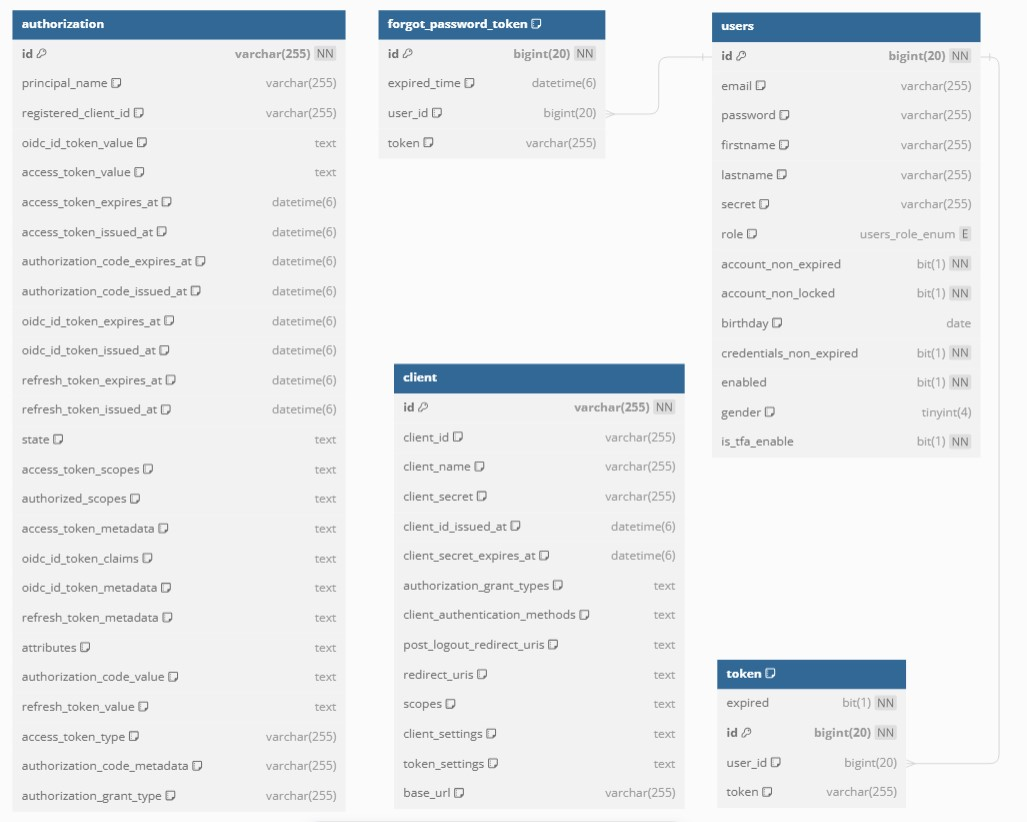 authorization
id varchar(255) NN
principal_name varchar(255)
registered_client_id varchar(255)
oidc_id_token_value text
access_token_value text
access_token_expires_at datetime(6)
access_token_issued_at datetime(6)
authorization_code_expires_at datetime(6)
authorization_code_issued_at datetime(6)
oidc_id_token_expires_at datetime(6)
oidc_id_token_issued_at datetime(6)
refresh_token_expires_at datetime(6)
refresh_token_issued_at datetime(6)
state text
access_token_scopes text
authorized_scopes text
access_token_metadata text
oidc_id_token_claims text
oidc_id_token_metadata text
refresh_token_metadata text
attributes text
authorization_code_value text
refresh_token_value text
access_token_type varchar(255)
authorization_code_metadata varchar(255)
authorization_grant_type varchar(255)
forgot_password_token
id bigint(20) NN
expired_time datetime(6)
user_id bigint(20)
token varchar(255)
client
id varchar(255) NN
client_id varchar(255)
client_name varchar(255)
client_secret varchar(255)
client_id_issued_at datetime(6)
client_secret_expires_at datetime(6)
authorization_grant_types text
client_authentication_methods text
post_logout_redirect_uris text
redirect_uris text
scopes text
client_settings text
token_settings text
base_url varchar(255)
users
id bigint(20) NN
email varchar(255)
password varchar(255)
firstname varchar(255)
lastname varchar(255)
secret varchar(255)
role users_role_enum E
account_non_expired bit(1) NN
account_non_locked bit(1) NN
birthday date
credentials_non_expired bit(1) NN
enabled bit(1) NN
gender tinyint(4)
is_tfa_enable bit(1) NN
token
expired bit(1) NN
id bigint(20) NN
user_id bigint(20)
token varchar(255)